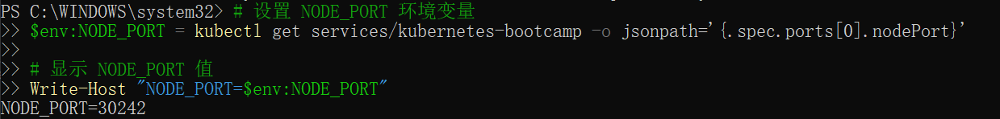 PS C:\WINDOWS\system32> # 设置 NODE_PORT 环境变量
>> $env:NODE_PORT = kubectl get services/kubernetes-bootcamp -o jsonpath='{.spec.ports[0].nodePort}'
>>
>> # 显示 NODE_PORT 值
>> Write-Host "NODE_PORT=$env:NODE_PORT"
NODE_PORT=30242